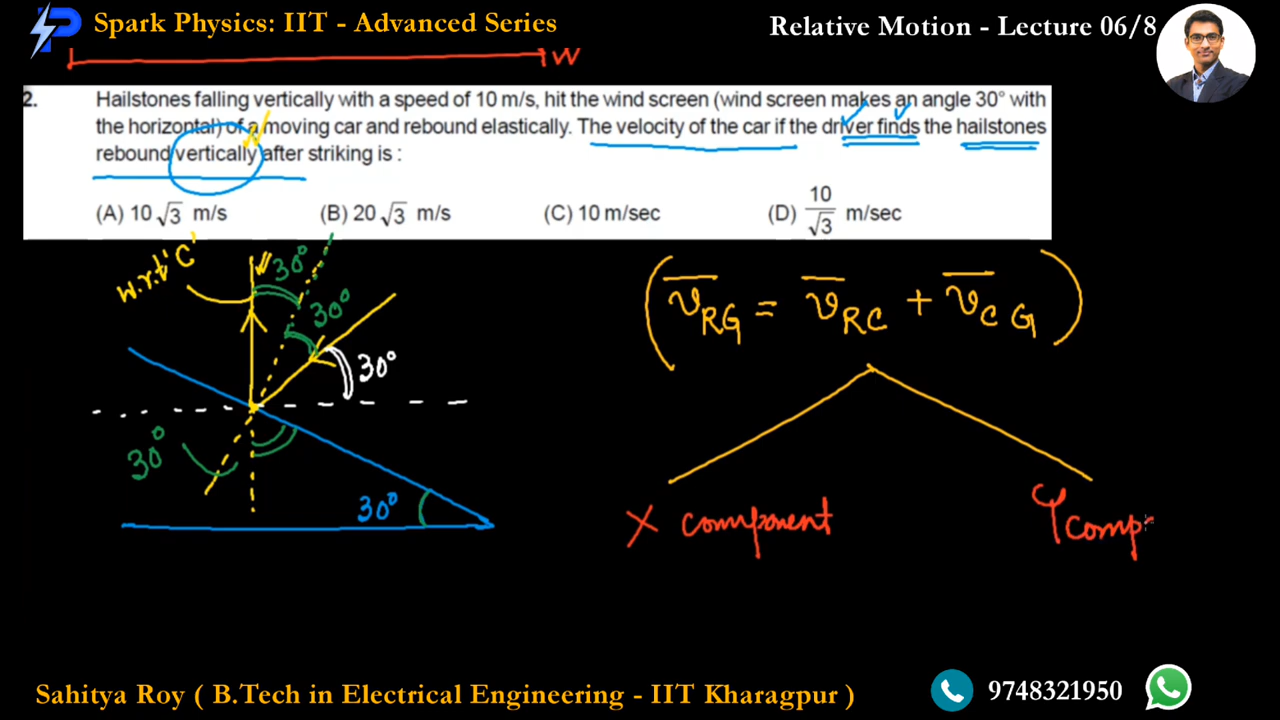 Spark Physics: IIT - Advanced Series
Relative Motion - Lecture 06/8
W
2. Hailstones falling vertically with a speed of 10 m/s, hit the wind screen (wind screen makes an angle 30° with
the horizontal) of a moving car and rebound elastically. The velocity of the car if the driver finds the hailstones
rebound vertically after striking is :
(A) 10√3 m/s (B) 20√3 m/s (C) 10 m/sec (D) 10/√3 m/sec
w.r.t 'C'
30°
30°
30°
30°
30°
(v̅RG = v̅RC + v̅CG)
X component
Y comp
Sahitya Roy ( B.Tech in Electrical Engineering - IIT Kharagpur )
9748321950